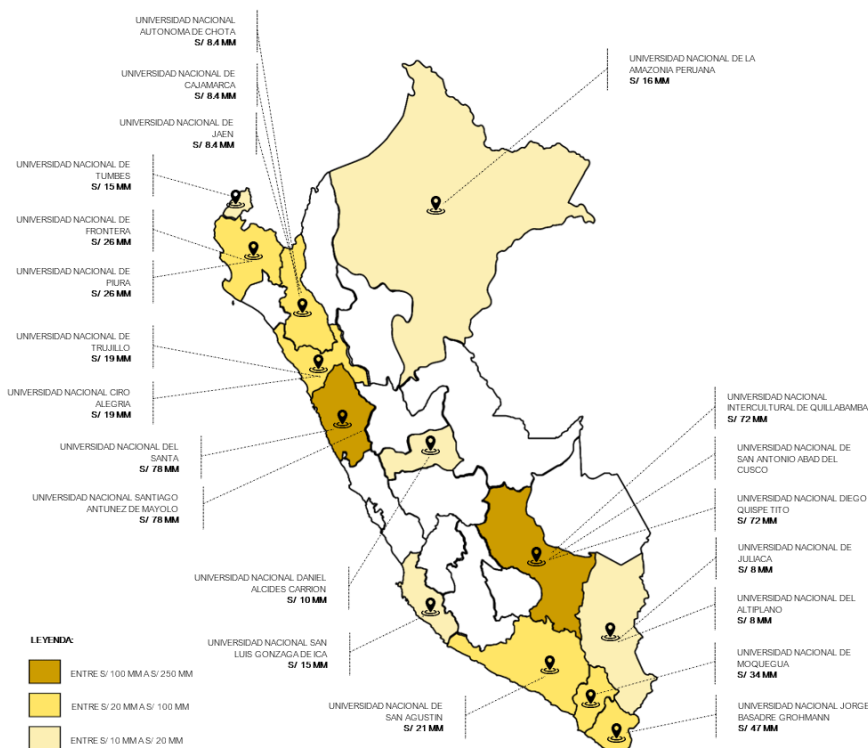 UNIVERSIDAD NACIONAL
AUTONOMA DE CHOTA
S/ 8.4 MM
UNIVERSIDAD NACIONAL DE
CAJAMARCA
S/ 8.4 MM
UNIVERSIDAD NACIONAL DE
JAEN
S/ 8.4 MM
UNIVERSIDAD NACIONAL DE
TUMBES
S/ 15 MM
UNIVERSIDAD NACIONAL DE
FRONTERA
S/ 26 MM
UNIVERSIDAD NACIONAL DE
PIURA
S/ 26 MM
UNIVERSIDAD NACIONAL DE
TRUJILLO
S/ 19 MM
UNIVERSIDAD NACIONAL CIRO
ALEGRIA
S/ 19 MM
UNIVERSIDAD NACIONAL DEL
SANTA
S/ 78 MM
UNIVERSIDAD NACIONAL SANTIAGO
ANTUNEZ DE MAYOLO
S/ 78 MM
UNIVERSIDAD NACIONAL DANIEL
ALCIDES CARRION
S/ 10 MM
UNIVERSIDAD NACIONAL SAN
LUIS GONZAGA DE ICA
S/ 15 MM
UNIVERSIDAD NACIONAL DE
SAN AGUSTIN
S/ 21 MM
UNIVERSIDAD NACIONAL DE LA
AMAZONIA PERUANA
S/ 16 MM
UNIVERSIDAD NACIONAL
INTERCULTURAL DE QUILLABAMBA
S/ 72 MM
UNIVERSIDAD NACIONAL DE
SAN ANTONIO ABAD DEL
CUSCO
UNIVERSIDAD NACIONAL DIEGO
QUISPE TITO
S/ 72 MM
UNIVERSIDAD NACIONAL DE
JULIACA
S/ 8 MM
UNIVERSIDAD NACIONAL DEL
ALTIPLANO
S/ 8 MM
UNIVERSIDAD NACIONAL DE
MOQUEGUA
S/ 34 MM
UNIVERSIDAD NACIONAL JORGE
BASADRE GROHMANN
S/ 47 MM
LEYENDA:
ENTRE S/ 100 MM A S/ 250 MM
ENTRE S/ 20 MM A S/ 100 MM
ENTRE S/ 10 MM A S/ 20 MM